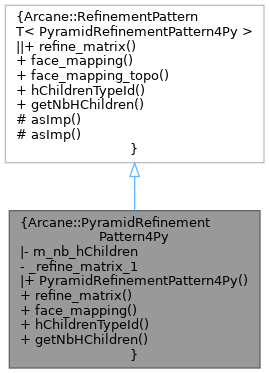 {Arcane::RefinementPattern
T< PyramidRefinementPattern4Py >
||+ refine_matrix()
+ face_mapping()
+ face_mapping_topo()
+ hChildrenTypeId()
+ getNbHChildren()
# asImp()
# asImp()
}
{Arcane::PyramidRefinement
Pattern4Py
|- m_nb_hChildren
- _refine_matrix_1
|+ PyramidRefinementPattern4Py()
+ refine_matrix()
+ face_mapping()
+ hChildrenTypeId()
+ getNbHChildren()
}